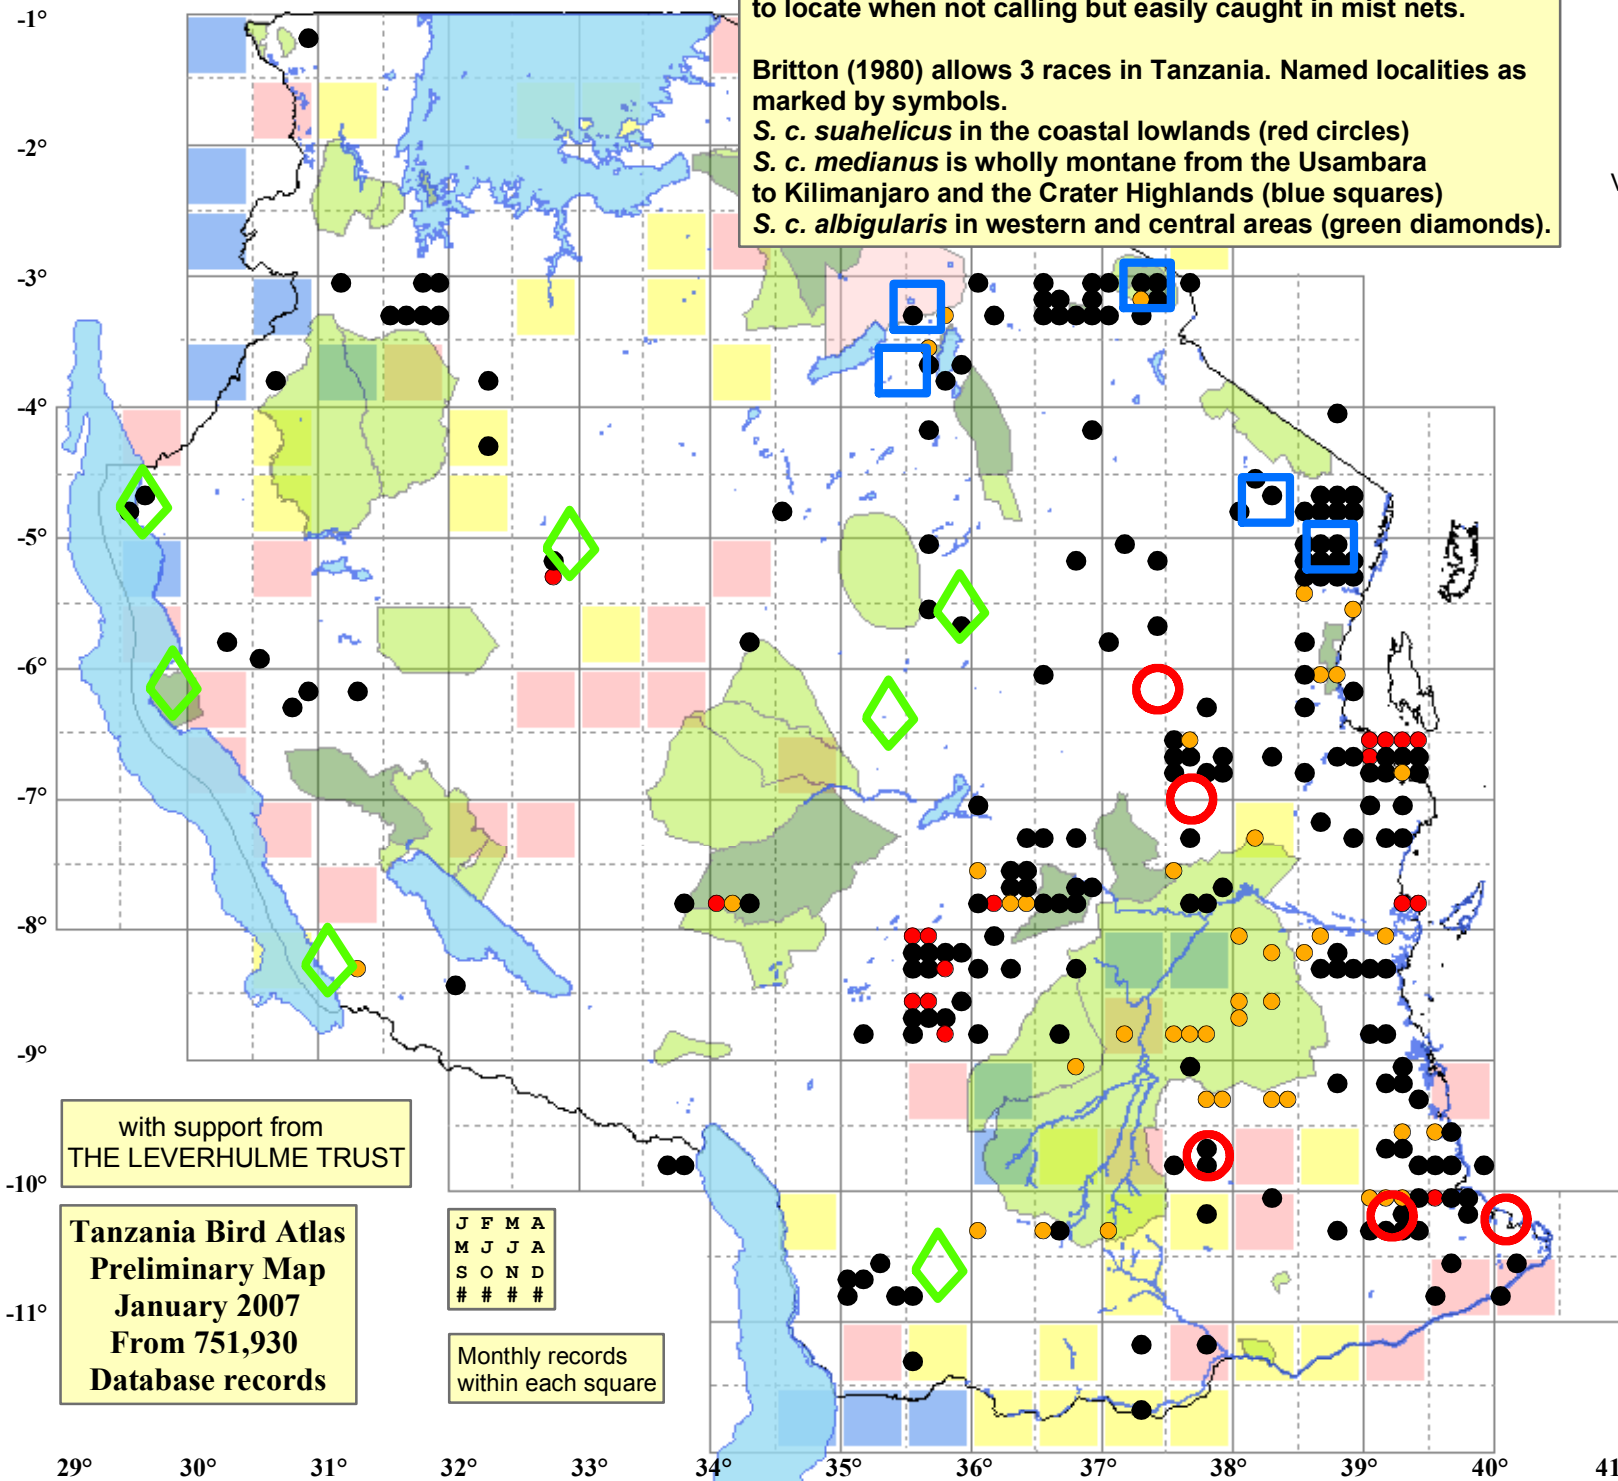 to locate when not calling but easily caught in mist nets.
Britton (1980) allows 3 races in Tanzania. Named localities as
marked by symbols.
S. c. suahelicus in the coastal lowlands (red circles)
S. c. medianus is wholly montane from the Usambara
to Kilimanjaro and the Crater Highlands (blue squares)
S. c. albigularis in western and central areas (green diamonds).
-1°
-2°
-3°
-4°
-5°
-6°
-7°
-8°
-9°
-10°
-11°
with support from
THE LEVERHULME TRUST
Tanzania Bird Atlas
Preliminary Map
January 2007
From 751,930
Database records
J F M A
M J J A
S O N D
# # # #
Monthly records
within each square
29° 30° 31° 32° 33° 34° 35° 36° 37° 38° 39° 40° 41